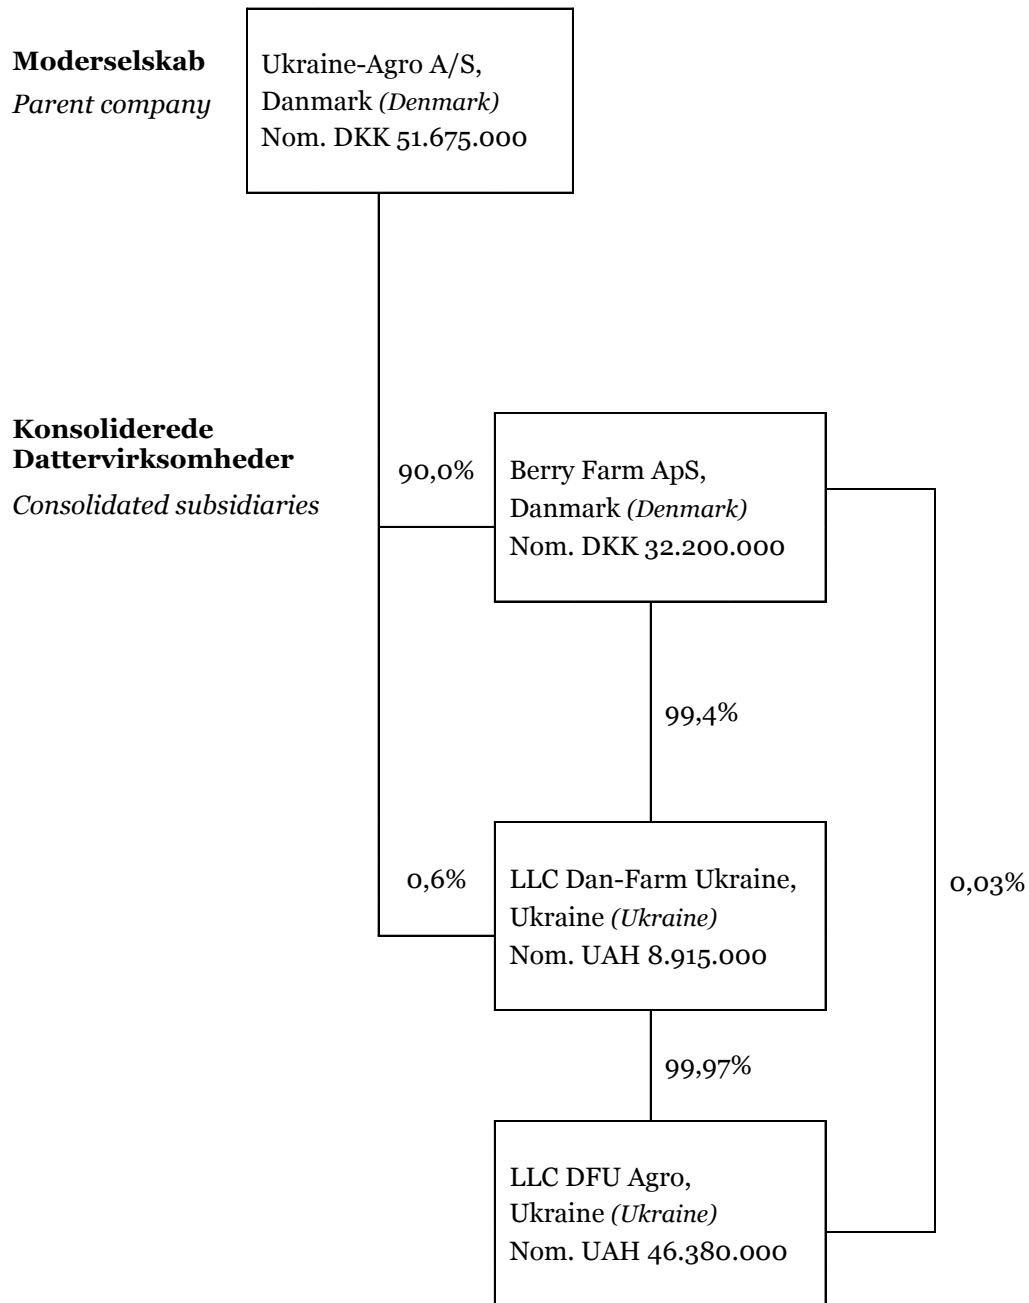 Moderselskab
Parent company
Ukraine-Agro A/S,
Danmark (Denmark)
Nom. DKK 51.675.000
Konsoliderede
Dattervirksomheder
Consolidated subsidiaries
90,0%
Berry Farm ApS,
Danmark (Denmark)
Nom. DKK 32.200.000
99,4%
0,6%
LLC Dan-Farm Ukraine,
Ukraine (Ukraine)
Nom. UAH 8.915.000
0,03%
99,97%
LLC DFU Agro,
Ukraine (Ukraine)
Nom. UAH 46.380.000